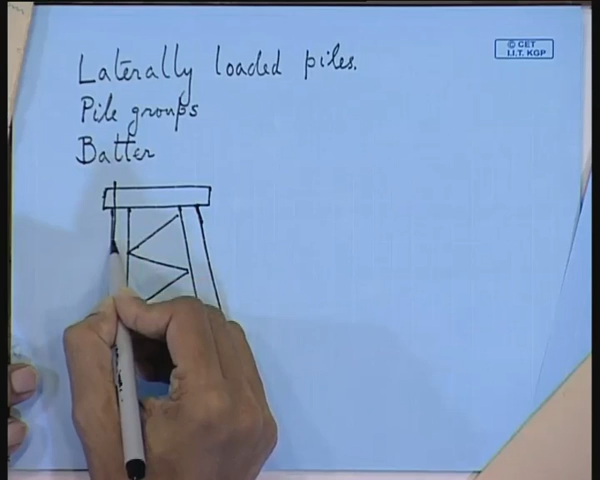 Laterally loaded piles.
Pile groups
Batter
© CET
I.I.T. KGP